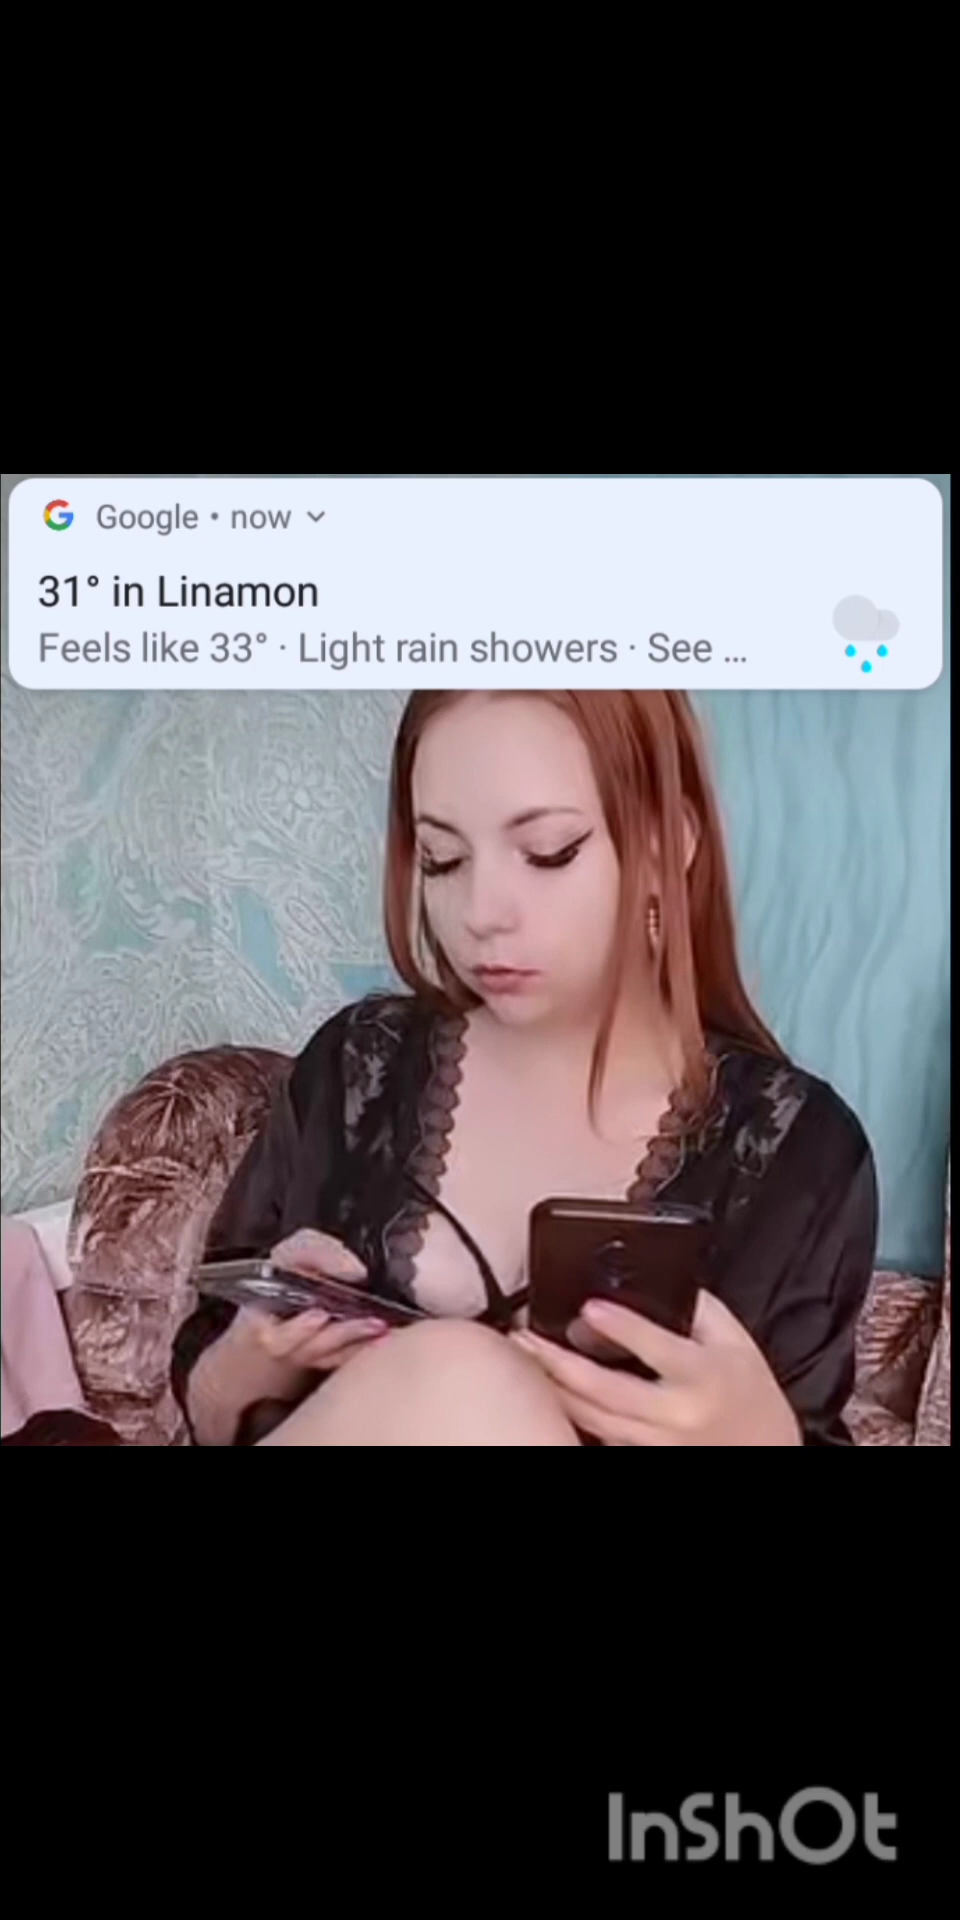 Google • now
31° in Linamon
Feels like 33° · Light rain showers · See ...
InShOt